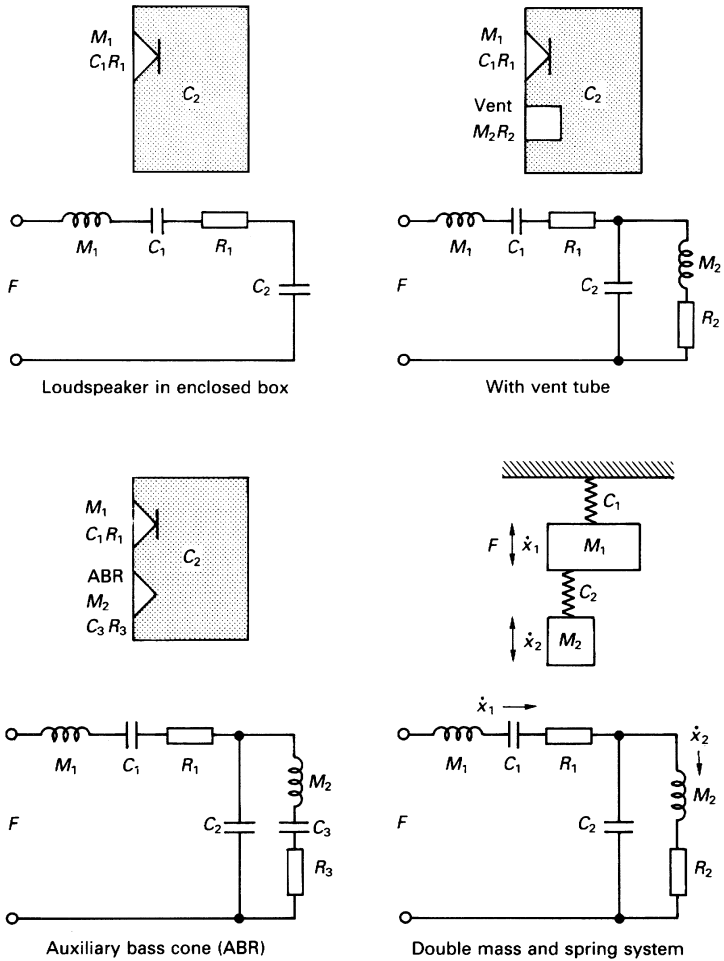 M₁
C₁R₁
C₂
M₁
C₁R₁
C₂
Vent
M₂R₂
M₁
C₁
R₁
F
C₂
Loudspeaker in enclosed box
M₁
C₁
R₁
M₂
F
C₂
R₂
With vent tube
M₁
C₁R₁
C₂
ABR
M₂
C₃R₃
C₁
F ẋ₁ M₁
C₂
ẋ₂ M₂
M₁
C₁
R₁
M₂
F
C₂
C₃
R₃
Auxiliary bass cone (ABR)
ẋ₁
ẋ₂
M₁
C₁
R₁
M₂
F
C₂
R₂
Double mass and spring system